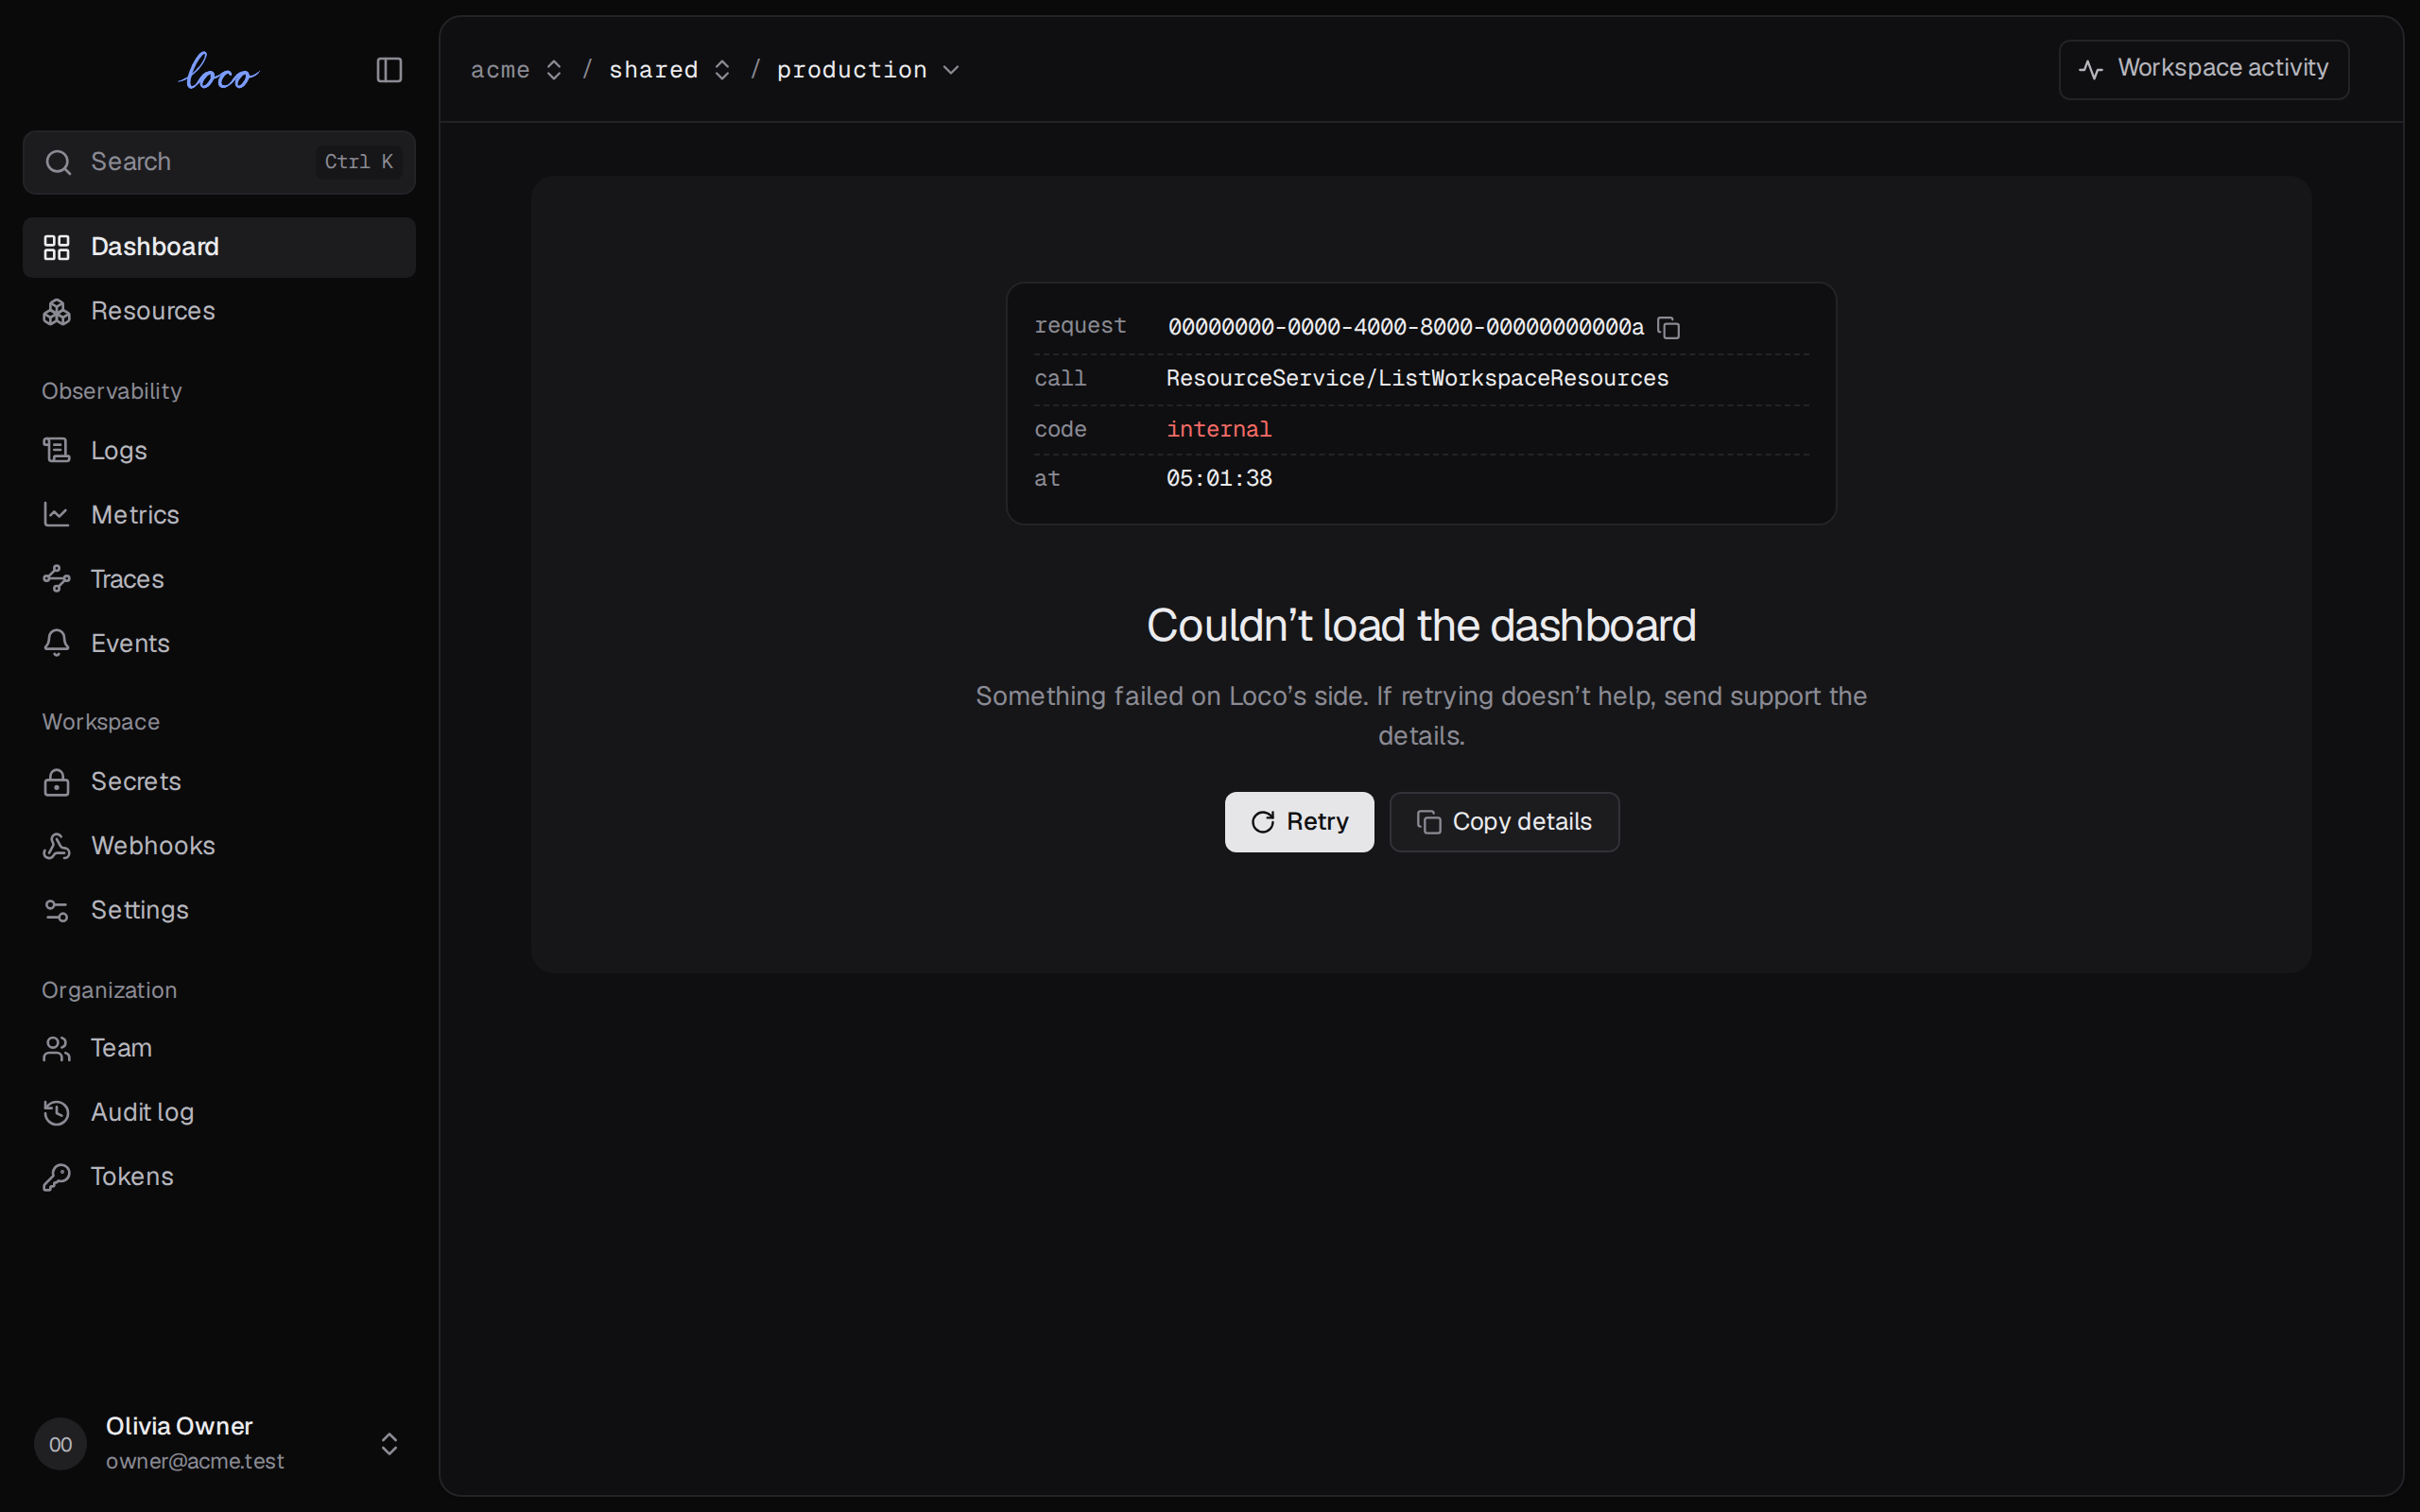 loco
Search Ctrl K
Dashboard
Resources
Observability
Logs
Metrics
Traces
Events
Workspace
Secrets
Webhooks
Settings
Organization
Team
Audit log
Tokens
OO Olivia Owner
owner@acme.test
acme / shared / production
Workspace activity
request 00000000-0000-4000-8000-00000000000a
call ResourceService/ListWorkspaceResources
code internal
at 05:01:38
Couldn’t load the dashboard
Something failed on Loco’s side. If retrying doesn’t help, send support the
details.
Retry Copy details